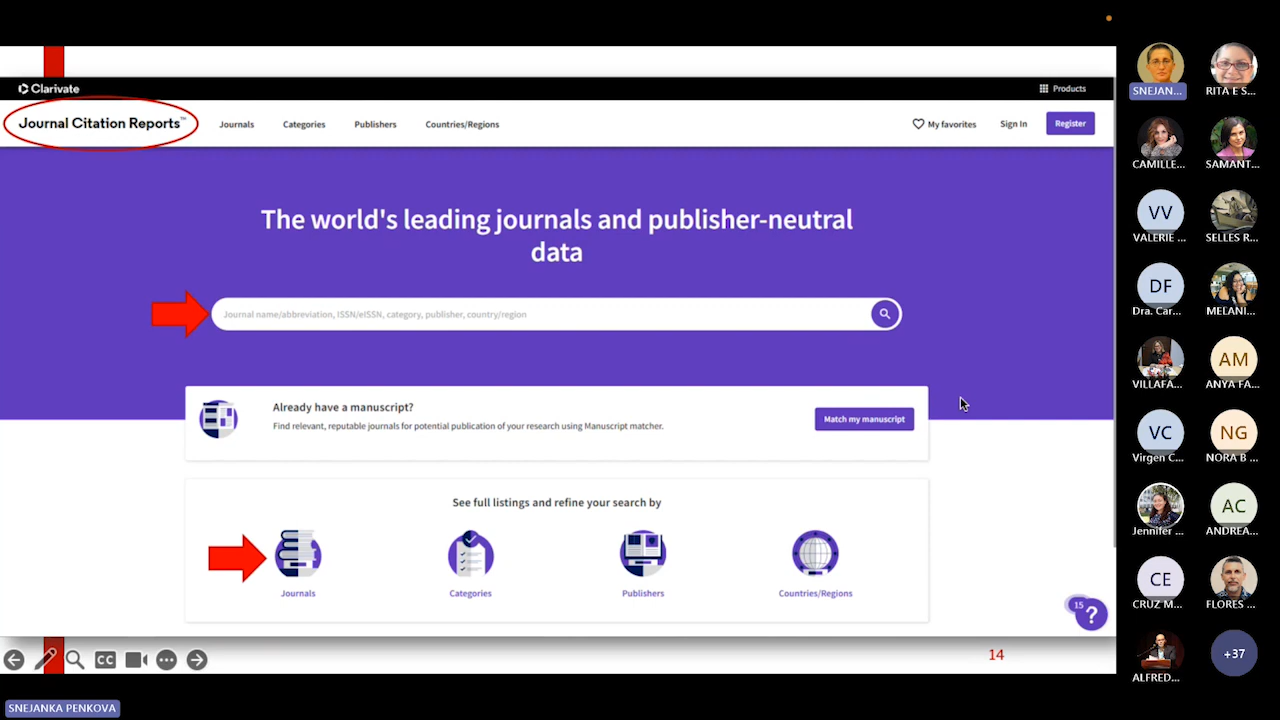 Clarivate
Products
Journal Citation Reports™
Journals
Categories
Publishers
Countries/Regions
My favorites
Sign In
Register
The world's leading journals and publisher-neutral
data
Journal name/abbreviation, ISSN/eISSN, category, publisher, country/region
Already have a manuscript?
Find relevant, reputable journals for potential publication of your research using Manuscript matcher.
Match my manuscript
See full listings and refine your search by
Journals
Categories
Publishers
Countries/Regions
15
?
CC
14
SNEJANKA PENKOVA
SNEJAN...
RITA E S...
CAMILLE...
SAMANT...
VV
VALERIE ...
SELLES R...
DF
Dra. Car...
MELANI...
VILLAFA...
AM
ANYA FA...
VC
Virgen C...
NG
NORA B ...
Jennifer ...
AC
ANDREA...
CE
CRUZ M...
FLORES ...
ALFRED...
+37